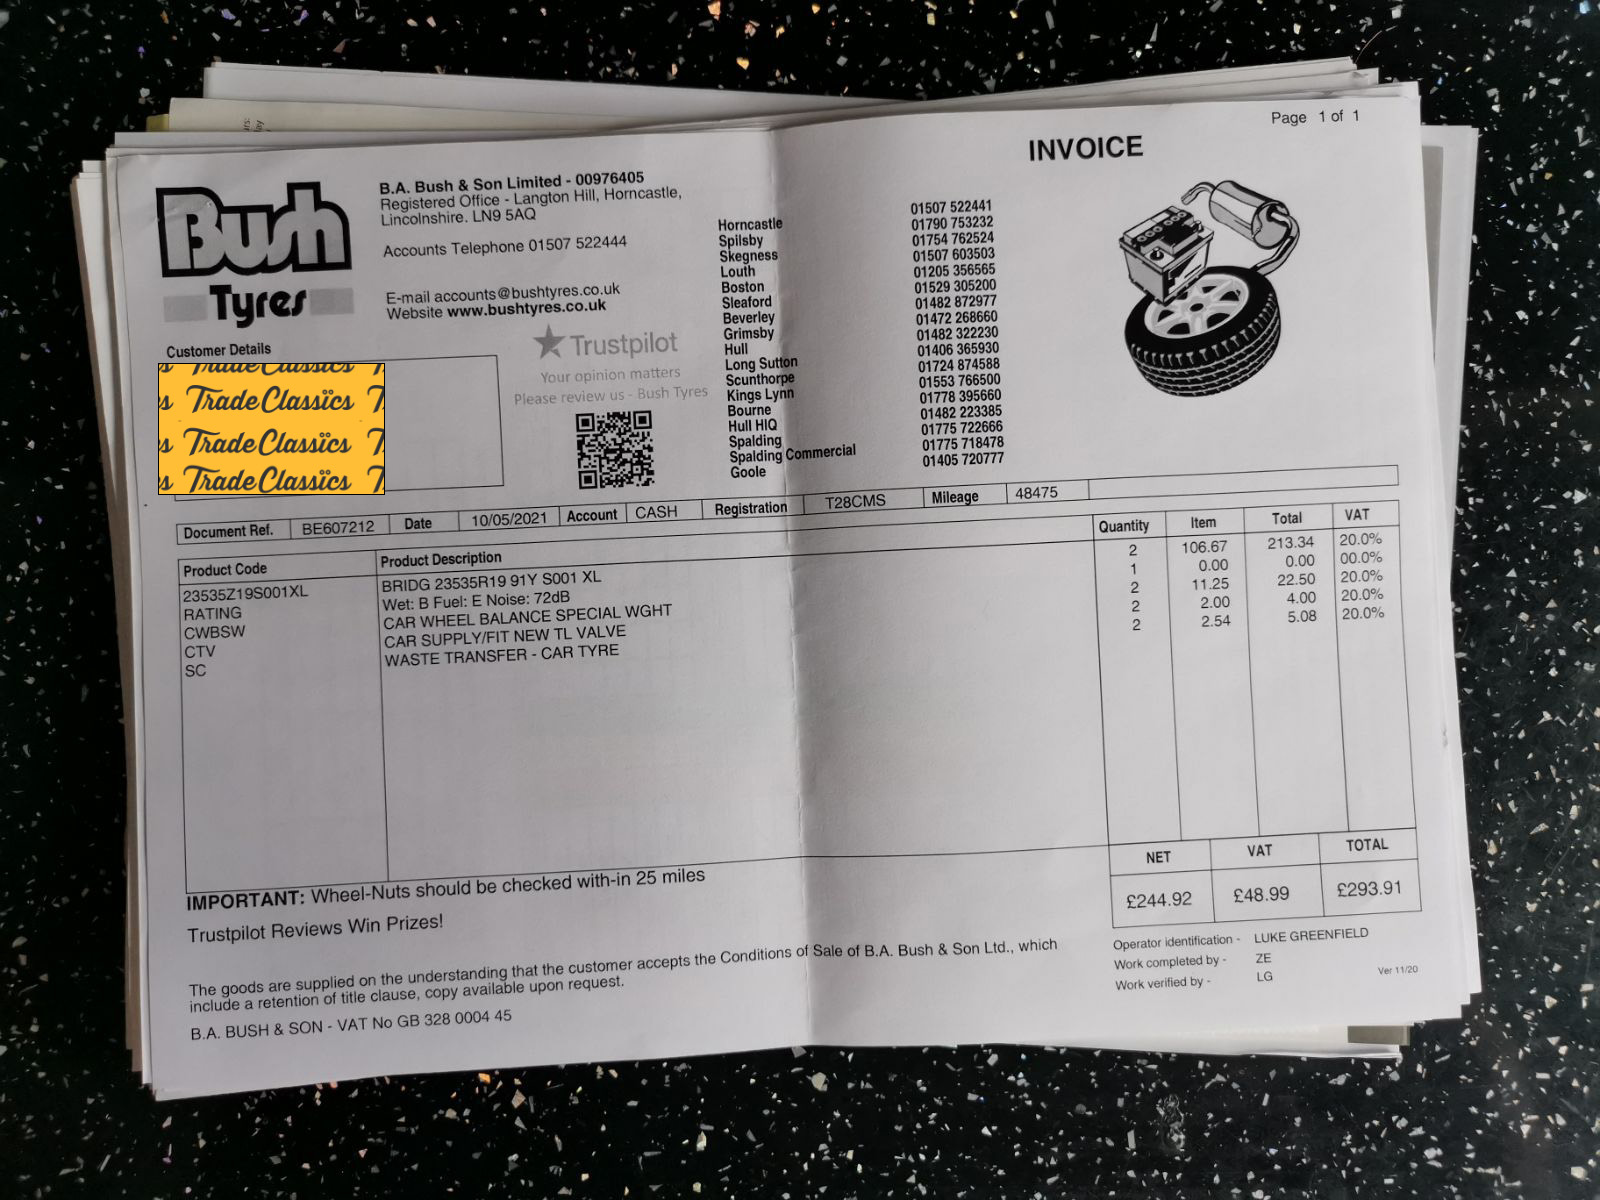 Page 1 of 1
INVOICE
Bush
Tyres
B.A. Bush & Son Limited - 00976405
Registered Office - Langton Hill, Horncastle,
Lincolnshire. LN9 5AQ
Accounts Telephone 01507 522444
E-mail accounts@bushtyres.co.uk
Website www.bushtyres.co.uk
Trustpilot
Your opinion matters
Please review us - Bush Tyres
Horncastle 01507 522441
Spilsby 01790 753232
Skegness 01754 762524
Louth 01507 603503
Boston 01205 356565
Sleaford 01529 305200
Beverley 01482 872977
Grimsby 01472 268660
Hull 01482 322230
Long Sutton 01406 365930
Scunthorpe 01724 874588
Kings Lynn 01553 766500
Bourne 01778 395660
Hull HIQ 01482 223385
Spalding 01775 722666
Spalding Commercial 01775 718478
Goole 01405 720777
Customer Details
TradeClassïcs
TradeClassïcs
TradeClassïcs
TradeClassïcs
Document Ref. BE607212 Date 10/05/2021 Account CASH Registration T28CMS Mileage 48475
Product Code Product Description Quantity Item Total VAT
23535Z19S001XL BRIDG 23535R19 91Y S001 XL 2 106.67 213.34 20.0%
RATING Wet: B Fuel: E Noise: 72dB 1 0.00 0.00 00.0%
CWBSW CAR WHEEL BALANCE SPECIAL WGHT 2 11.25 22.50 20.0%
CTV CAR SUPPLY/FIT NEW TL VALVE 2 2.00 4.00 20.0%
SC WASTE TRANSFER - CAR TYRE 2 2.54 5.08 20.0%
NET VAT TOTAL
£244.92 £48.99 £293.91
IMPORTANT: Wheel-Nuts should be checked with-in 25 miles
Trustpilot Reviews Win Prizes!
The goods are supplied on the understanding that the customer accepts the Conditions of Sale of B.A. Bush & Son Ltd., which
include a retention of title clause, copy available upon request.
B.A. BUSH & SON - VAT No GB 328 0004 45
Operator identification - LUKE GREENFIELD
Work completed by - ZE
Work verified by - LG
Ver 11/20